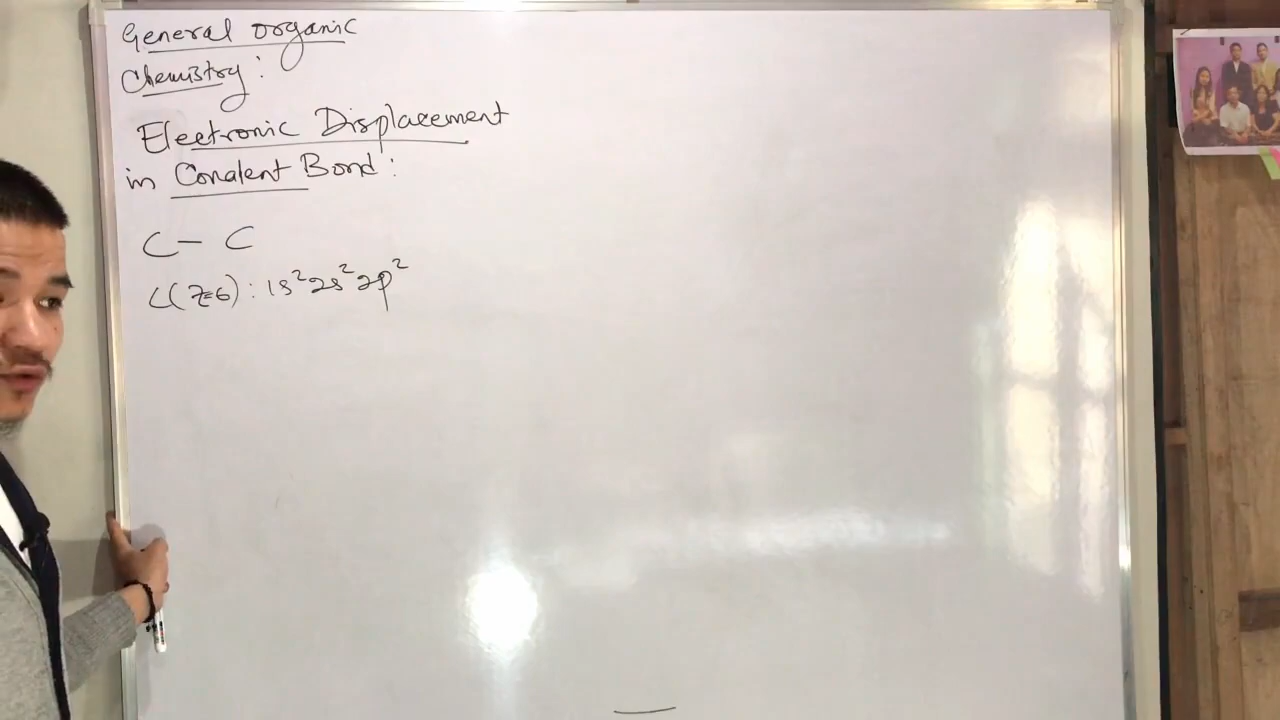 General organic
Chemistry:
Electronic Displacement
in Covalent Bond:
C – C
C(Z=6): 1s²2s²2p²